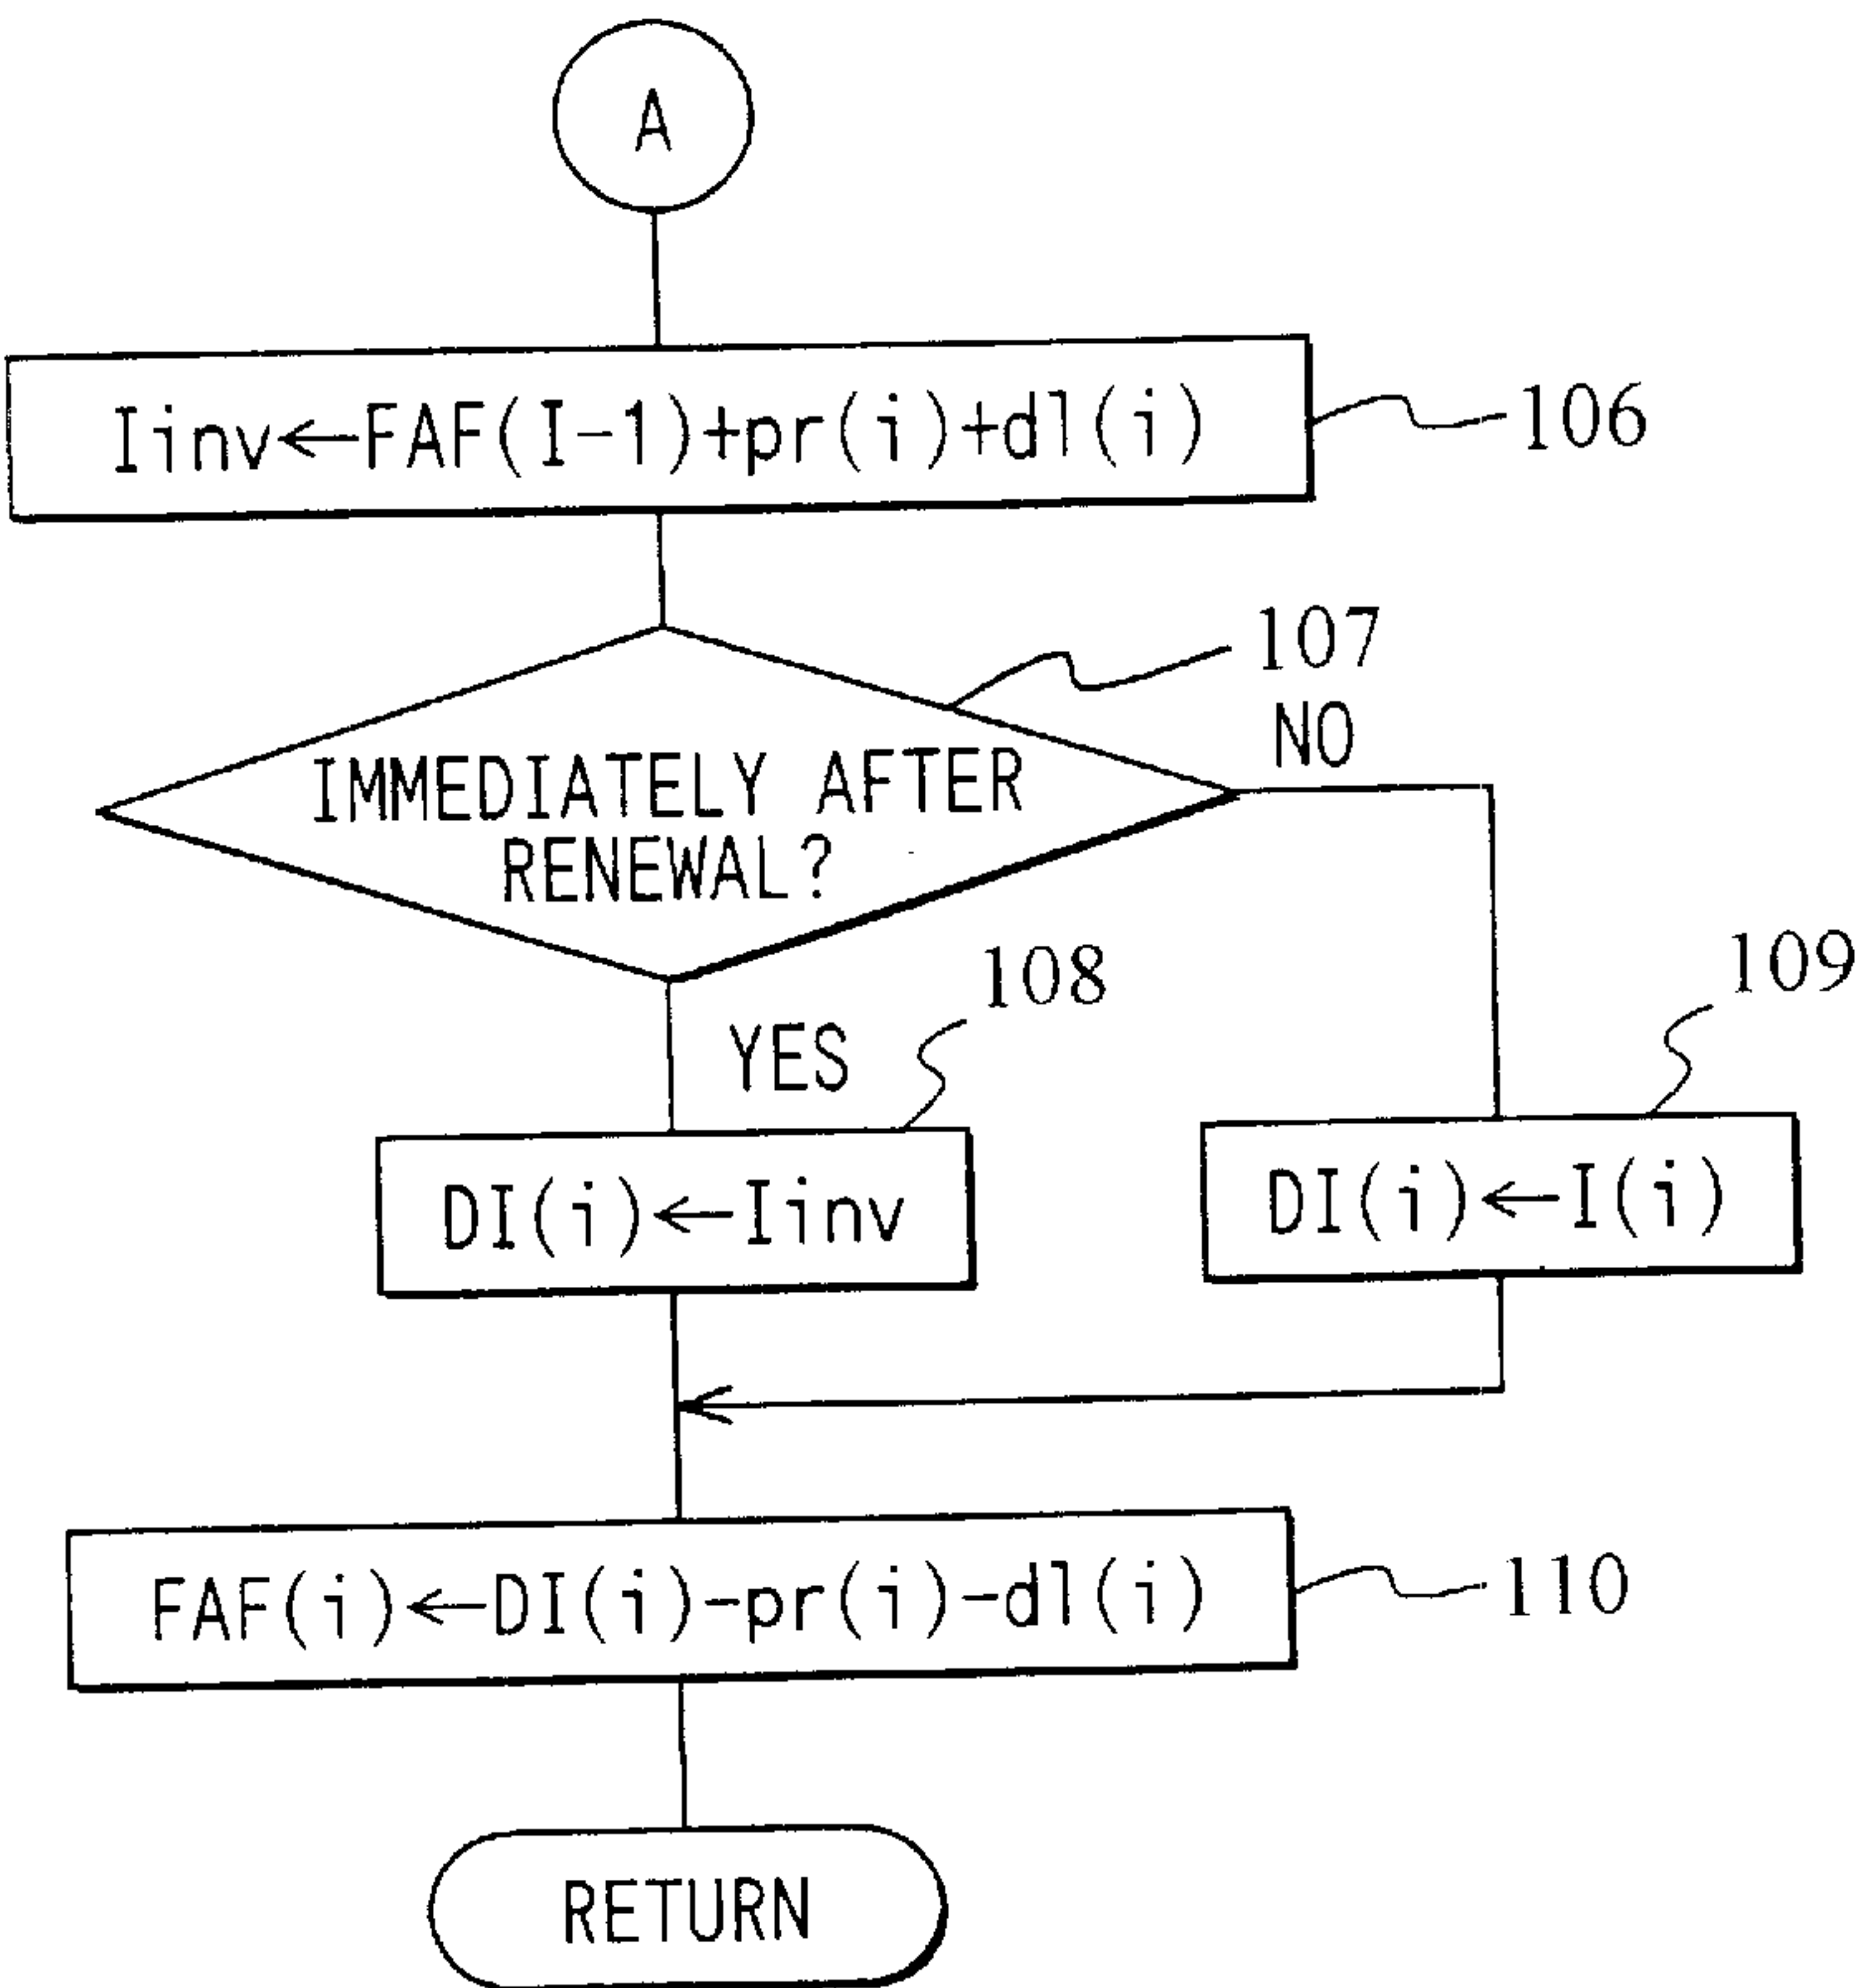 A
Iinv←FAF(I-1)+pr(i)+dl(i)
106
107
NO
IMMEDIATELY AFTER
RENEWAL?
108
109
YES
DI(i)←Iinv
DI(i)←I(i)
FAF(i)←DI(i)-pr(i)-dl(i)
110
RETURN